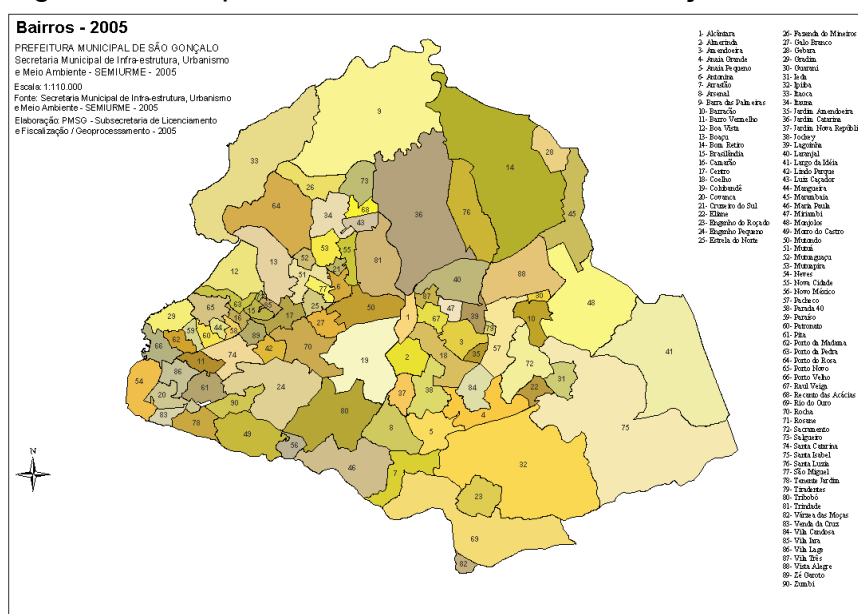 Bairros - 2005
PREFEITURA MUNICIPAL DE SÃO GONÇALO
Secretaria Municipal de Infra-estrutura, Urbanismo
e Meio Ambiente - SEMIURME - 2005
Escala: 1:110.000
Fonte: Secretaria Municipal de Infra-estrutura, Urbanismo
e Meio Ambiente - SEMIURME - 2005
Elaboração: PMSG - Subsecretaria de Licenciamento
e Fiscalização / Geoprocessamento - 2005
1- Alcântara
2- Almerinda
3- Amendoeira
4- Anaia Grande
5- Anaia Pequeno
6- Antonina
7- Arrastão
8- Arsenal
9- Barra das Palmeiras
10- Barracão
11- Barro Vermelho
12- Boa Vista
13- Boaçu
14- Bom Retiro
15- Brasilândia
16- Camarão
17- Centro
18- Coelho
19- Colubandê
20- Covanca
21- Cruzeiro do Sul
22- Eliane
23- Engenho do Roçado
24- Engenho Pequeno
25- Estrela do Norte
26- Fazenda do Mineiros
27- Galo Branco
28- Gebara
29- Gradim
30- Guarani
31- Ieda
32- Ipiiba
33- Itaoca
34- Itaúna
35- Jardim Amendoeira
36- Jardim Catarina
37- Jardim Nova Repúbli
38- Jockey
39- Lagoinha
40- Laranjal
41- Largo da Idéia
42- Lindo Parque
43- Luiz Caçador
44- Mangueira
45- Marambaia
46- Maria Paula
47- Miriambi
48- Monjolos
49- Morro do Castro
50- Mutondo
51- Mutuá
52- Mutuaguaçu
53- Mutuapira
54- Neves
55- Nova Cidade
56- Novo México
57- Pacheco
58- Parada 40
59- Paraíso
60- Patronato
61- Pita
62- Porto da Madama
63- Porto da Pedra
64- Porto do Rosa
65- Porto Novo
66- Porto Velho
67- Raul Veiga
68- Recanto das Acácias
69- Rio do Ouro
70- Rocha
71- Rosane
72- Sacramento
73- Salgueiro
74- Santa Catarina
75- Santa Isabel
76- Santa Luzia
77- São Miguel
78- Tenente Jardim
79- Tiradentes
80- Tribobó
81- Trindade
82- Várzea das Moças
83- Venda da Cruz
84- Vila Candosa
85- Vila Iara
86- Vila Lage
87- Vila Três
88- Vista Alegre
89- Zé Garoto
90- Zumbi
N